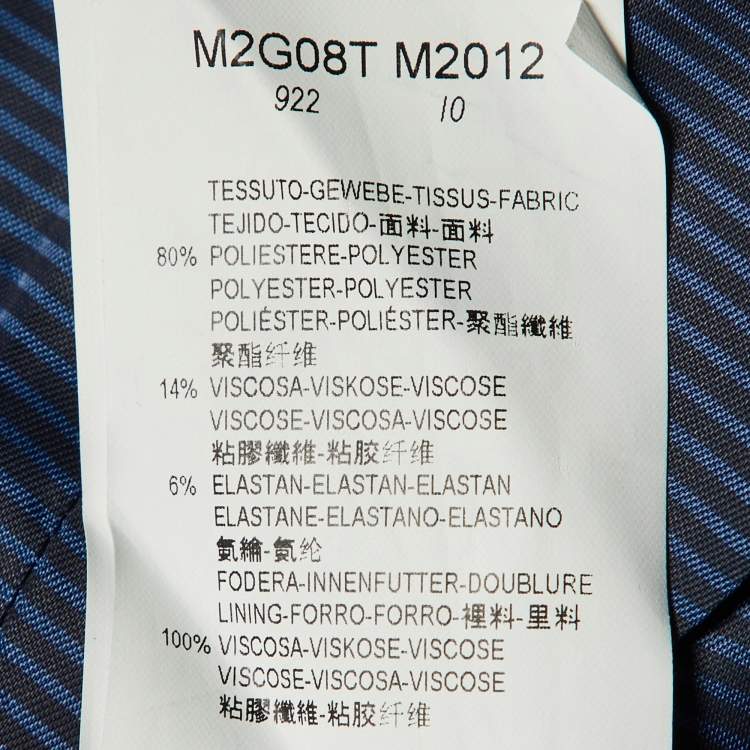 M2G08T M2012
922 10
TESSUTO-GEWEBE-TISSUS-FABRIC
TEJIDO-TECIDO-面料-面料
80% POLIESTERE-POLYESTER
POLYESTER-POLYESTER
POLIÉSTER-POLIÉSTER-聚酯纖維
聚酯纤维
14% VISCOSA-VISKOSE-VISCOSE
VISCOSE-VISCOSA-VISCOSE
粘膠纖維-粘胶纤维
6% ELASTAN-ELASTAN-ELASTAN
ELASTANE-ELASTANO-ELASTANO
氨綸-氨纶
FODERA-INNENFUTTER-DOUBLURE
LINING-FORRO-FORRO-裡料-里料
100% VISCOSA-VISKOSE-VISCOSE
VISCOSE-VISCOSA-VISCOSE
粘膠纖維-粘胶纤维